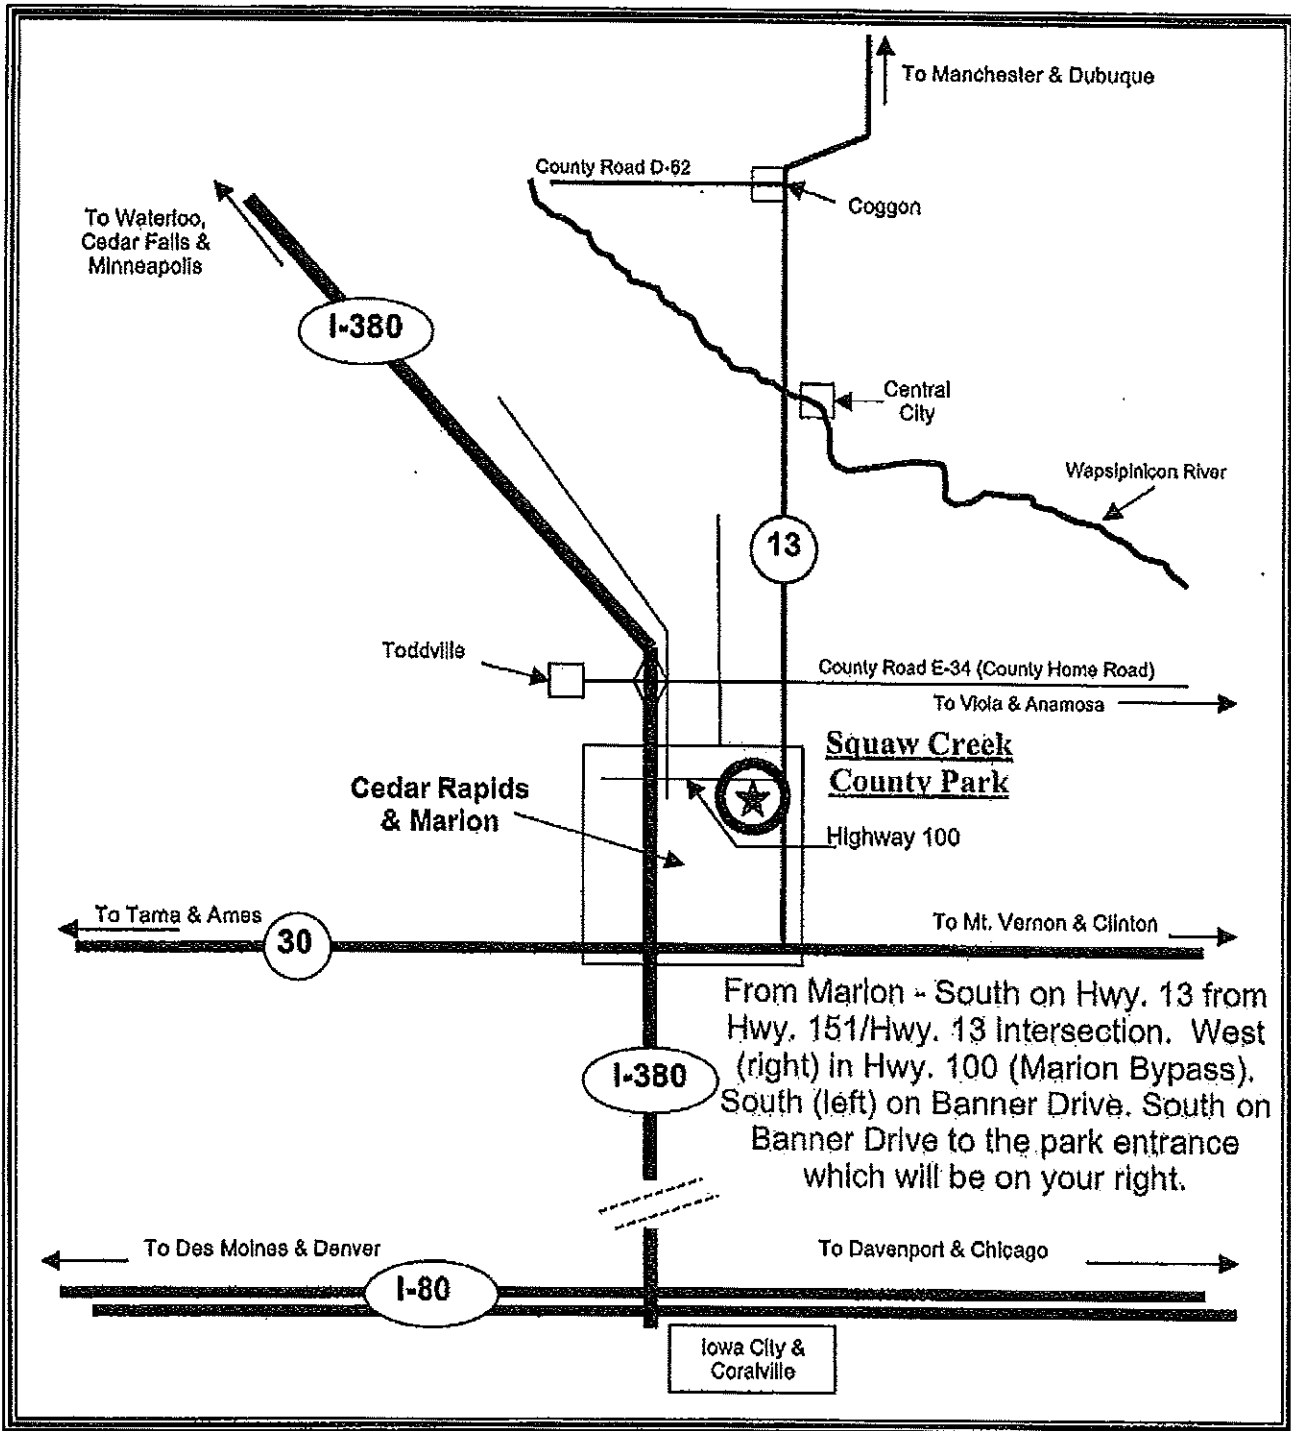 To Manchester & Dubuque
County Road D-62
Coggon
To Waterloo,
Cedar Falls &
Minneapolis
I-380
Central
City
Wapsipinicon River
13
Toddville
County Road E-34 (County Home Road)
To Viola & Anamosa
Squaw Creek
County Park
Cedar Rapids
& Marion
Highway 100
To Tama & Ames
30
To Mt. Vernon & Clinton
From Marion - South on Hwy. 13 from
Hwy. 151/Hwy. 13 intersection. West
(right) in Hwy. 100 (Marion Bypass).
South (left) on Banner Drive. South on
Banner Drive to the park entrance
which will be on your right.
I-380
To Des Moines & Denver
To Davenport & Chicago
I-80
Iowa City &
Coralville